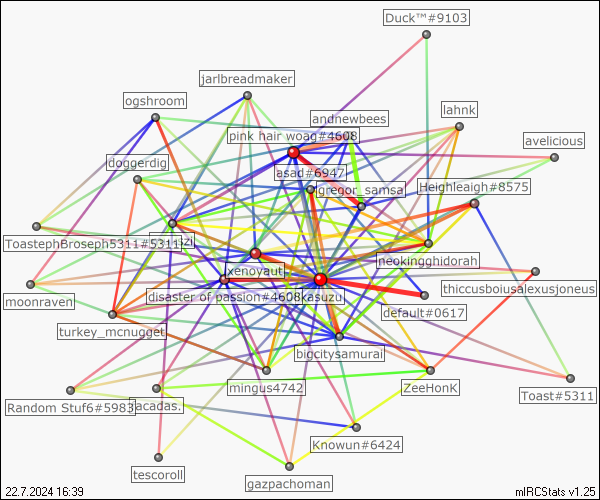 Duck™#9103
jarlbreadmaker
ogshroom
andnewbees
lahnk
pink hair woag#4608
avelicious
doggerdig
asad#6947
gregor_samsa
Heighleaigh#8575
ToastephBroseph5311#5311
zi
neokingghidorah
xenoyaut
moonraven
disaster of passion#4608
kasuzu
thiccusboiusalexusjoneus
default#0617
turkey_mcnugget
bigcitysamurai
mingus4742
ZeeHonK
Toast#5311
Random Stuf6#5983
acadas.
Knowun#6424
tescoroll
gazpachoman
22.7.2024 16:39
mIRCStats v1.25